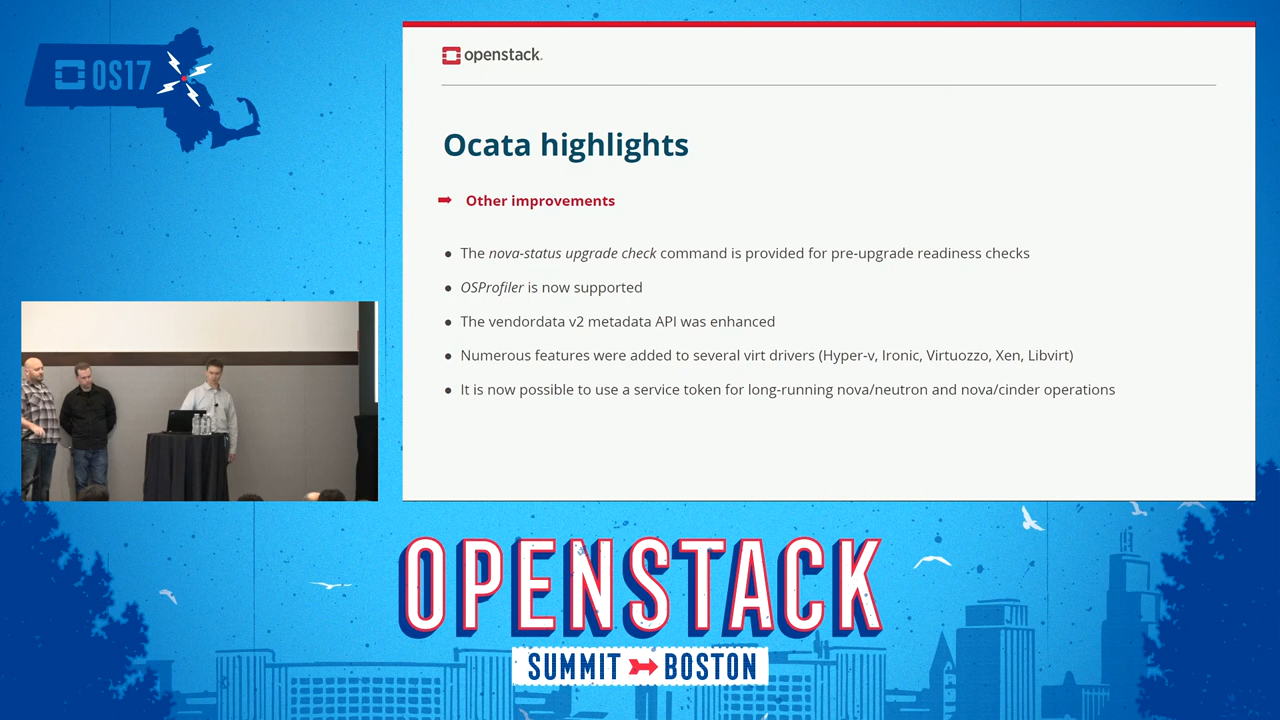 OS17
openstack.
Ocata highlights
Other improvements
The nova-status upgrade check command is provided for pre-upgrade readiness checks
OSProfiler is now supported
The vendordata v2 metadata API was enhanced
Numerous features were added to several virt drivers (Hyper-v, Ironic, Virtuozzo, Xen, Libvirt)
It is now possible to use a service token for long-running nova/neutron and nova/cinder operations
OPENSTACK
SUMMIT BOSTON